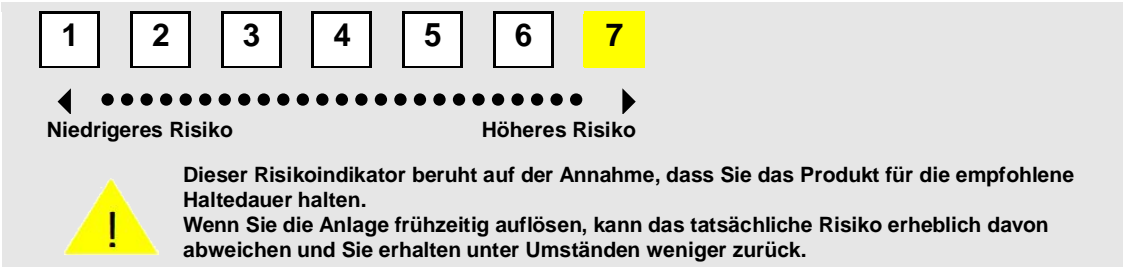 1 2 3 4 5 6 7
Niedrigeres Risiko Höheres Risiko
Dieser Risikoindikator beruht auf der Annahme, dass Sie das Produkt für die empfohlene
Haltedauer halten.
Wenn Sie die Anlage frühzeitig auflösen, kann das tatsächliche Risiko erheblich davon
abweichen und Sie erhalten unter Umständen weniger zurück.
!